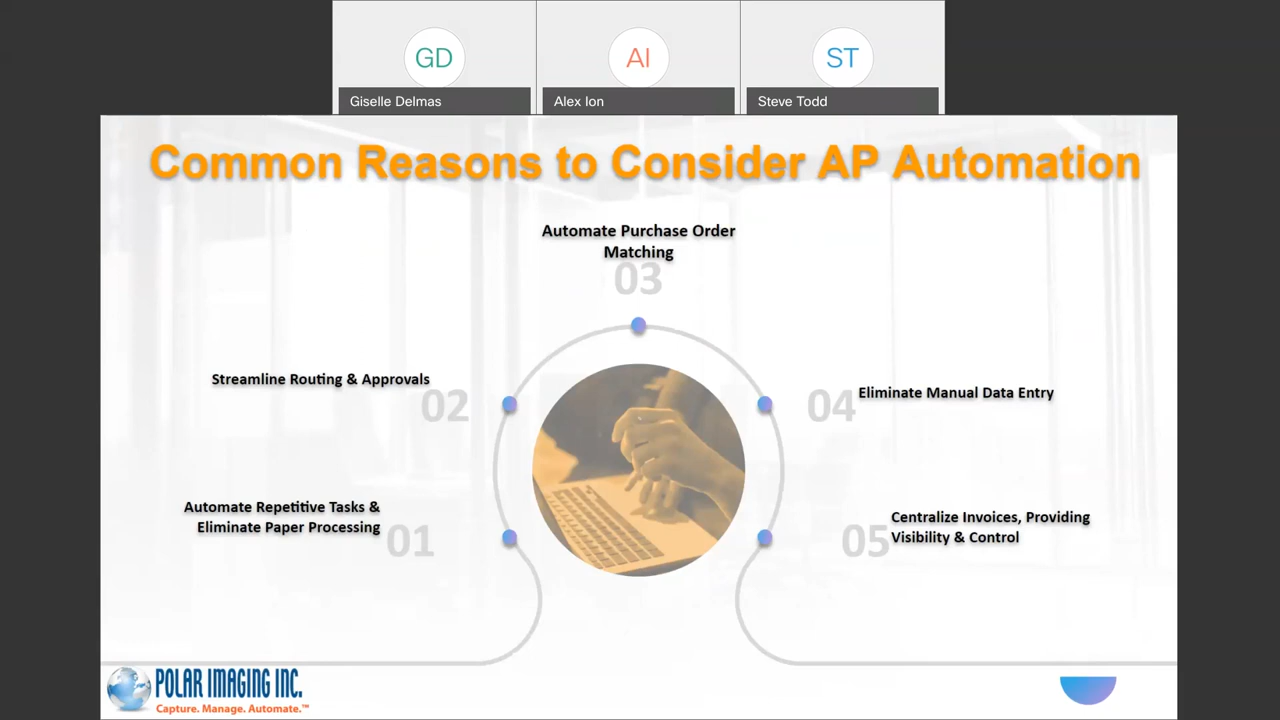 GD
AI
ST
Giselle Delmas
Alex Ion
Steve Todd
Common Reasons to Consider AP Automation
Automate Purchase Order
Matching
03
Streamline Routing & Approvals
02
04
Eliminate Manual Data Entry
Automate Repetitive Tasks &
Eliminate Paper Processing
01
05
Centralize Invoices, Providing
Visibility & Control
POLAR IMAGING INC.
Capture. Manage. Automate.™